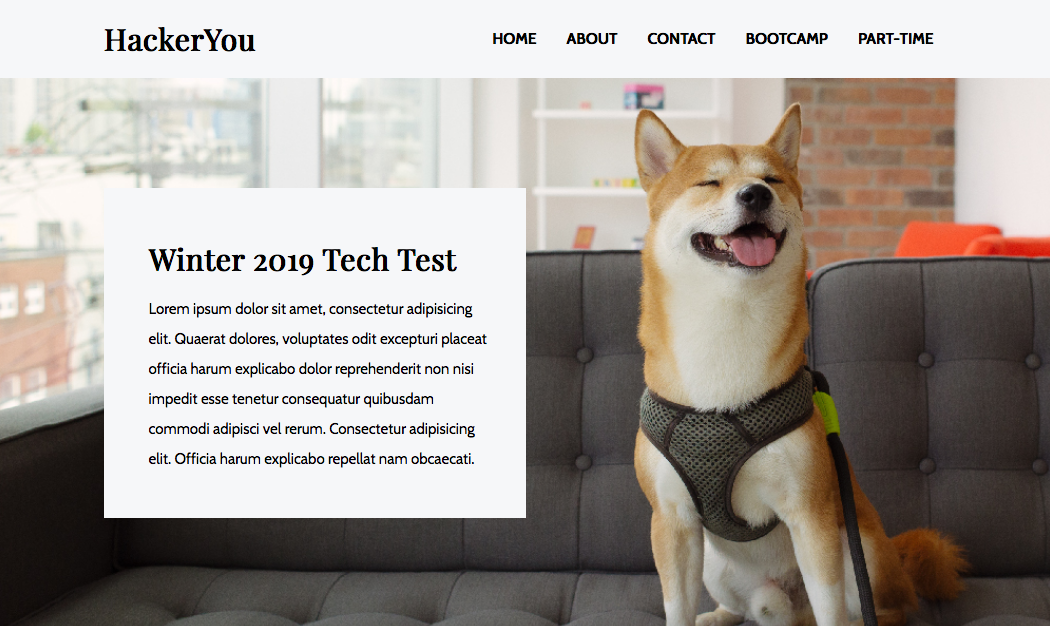 HackerYou
HOME ABOUT CONTACT BOOTCAMP PART-TIME
Winter 2019 Tech Test
Lorem ipsum dolor sit amet, consectetur adipisicing
elit. Quaerat dolores, voluptates odit excepturi placeat
officia harum explicabo dolor reprehenderit non nisi
impedit esse tenetur consequatur quibusdam
commodi adipisci vel rerum. Consectetur adipisicing
elit. Officia harum explicabo repellat nam obcaecati.